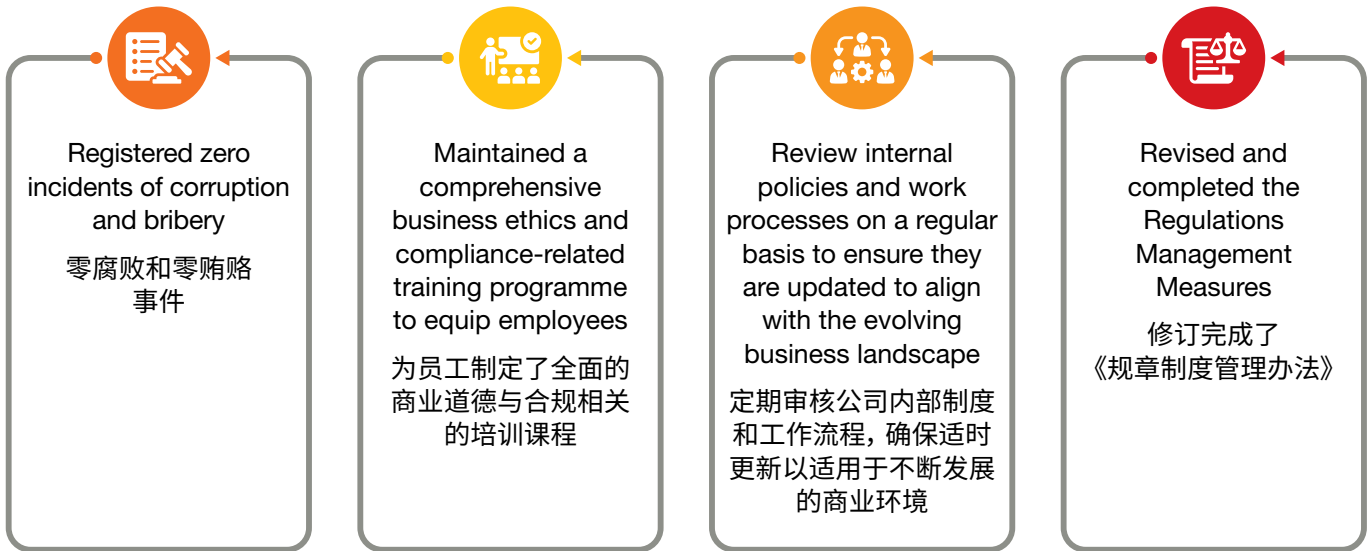 Registered zero
incidents of corruption
and bribery
零腐败和零贿赂
事件
Maintained a
comprehensive
business ethics and
compliance-related
training programme
to equip employees
为员工制定了全面的
商业道德与合规相关
的培训课程
Review internal
policies and work
processes on a regular
basis to ensure they
are updated to align
with the evolving
business landscape
定期审核公司内部制度
和工作流程，确保适时
更新以适用于不断发展
的商业环境
Revised and
completed the
Regulations
Management
Measures
修订完成了
《规章制度管理办法》